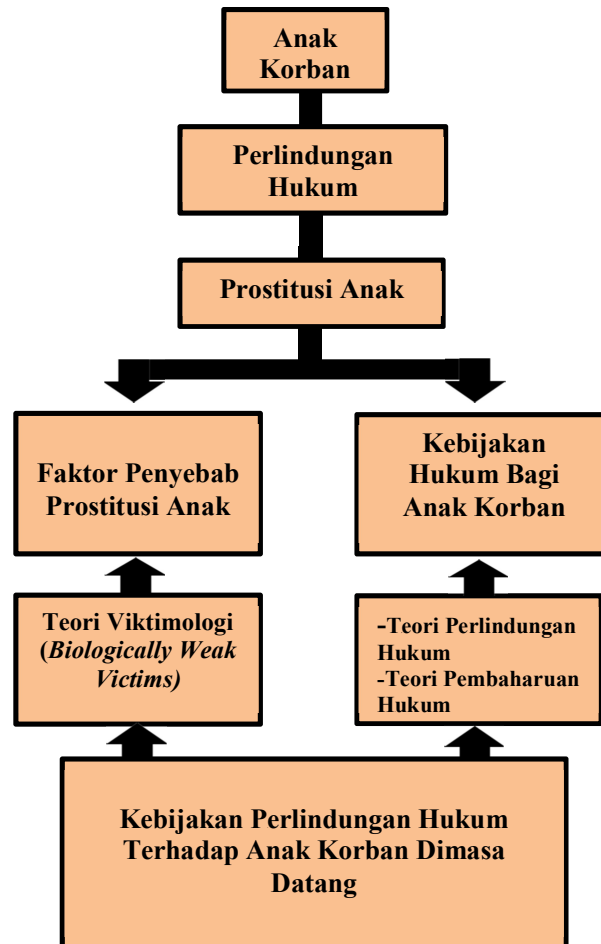 Anak
Korban
Perlindungan
Hukum
Prostitusi Anak
Faktor Penyebab
Prostitusi Anak
Kebijakan
Hukum Bagi
Anak Korban
Teori Viktimologi
(Biologically Weak
Victims)
-Teori Perlindungan
Hukum
-Teori Pembaharuan
Hukum
Kebijakan Perlindungan Hukum
Terhadap Anak Korban Dimasa
Datang